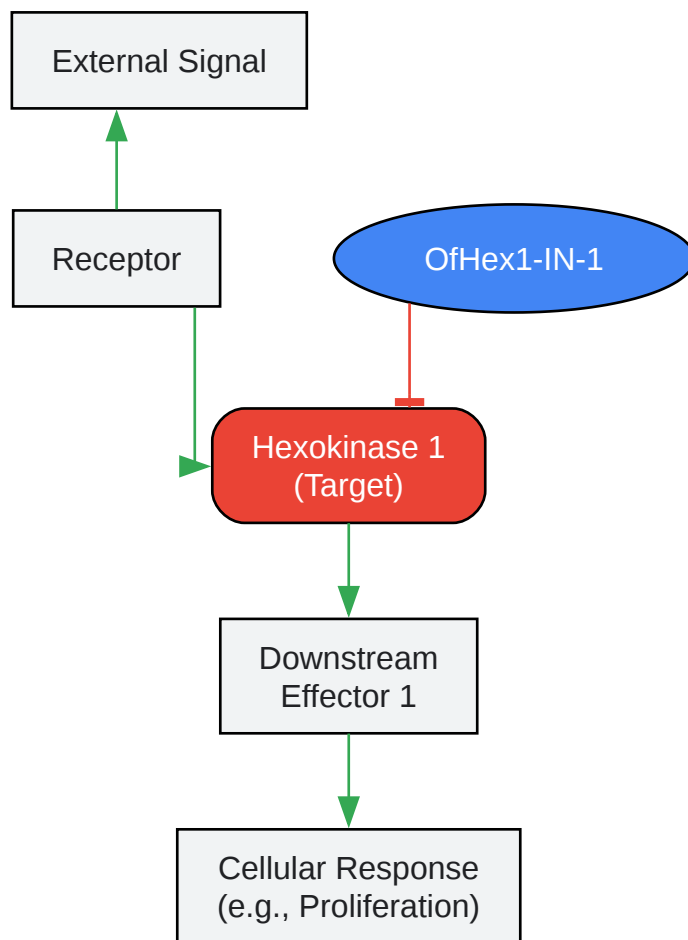 External Signal
Receptor
OfHex1-IN-1
Hexokinase 1
(Target)
Downstream
Effector 1
Cellular Response
(e.g., Proliferation)